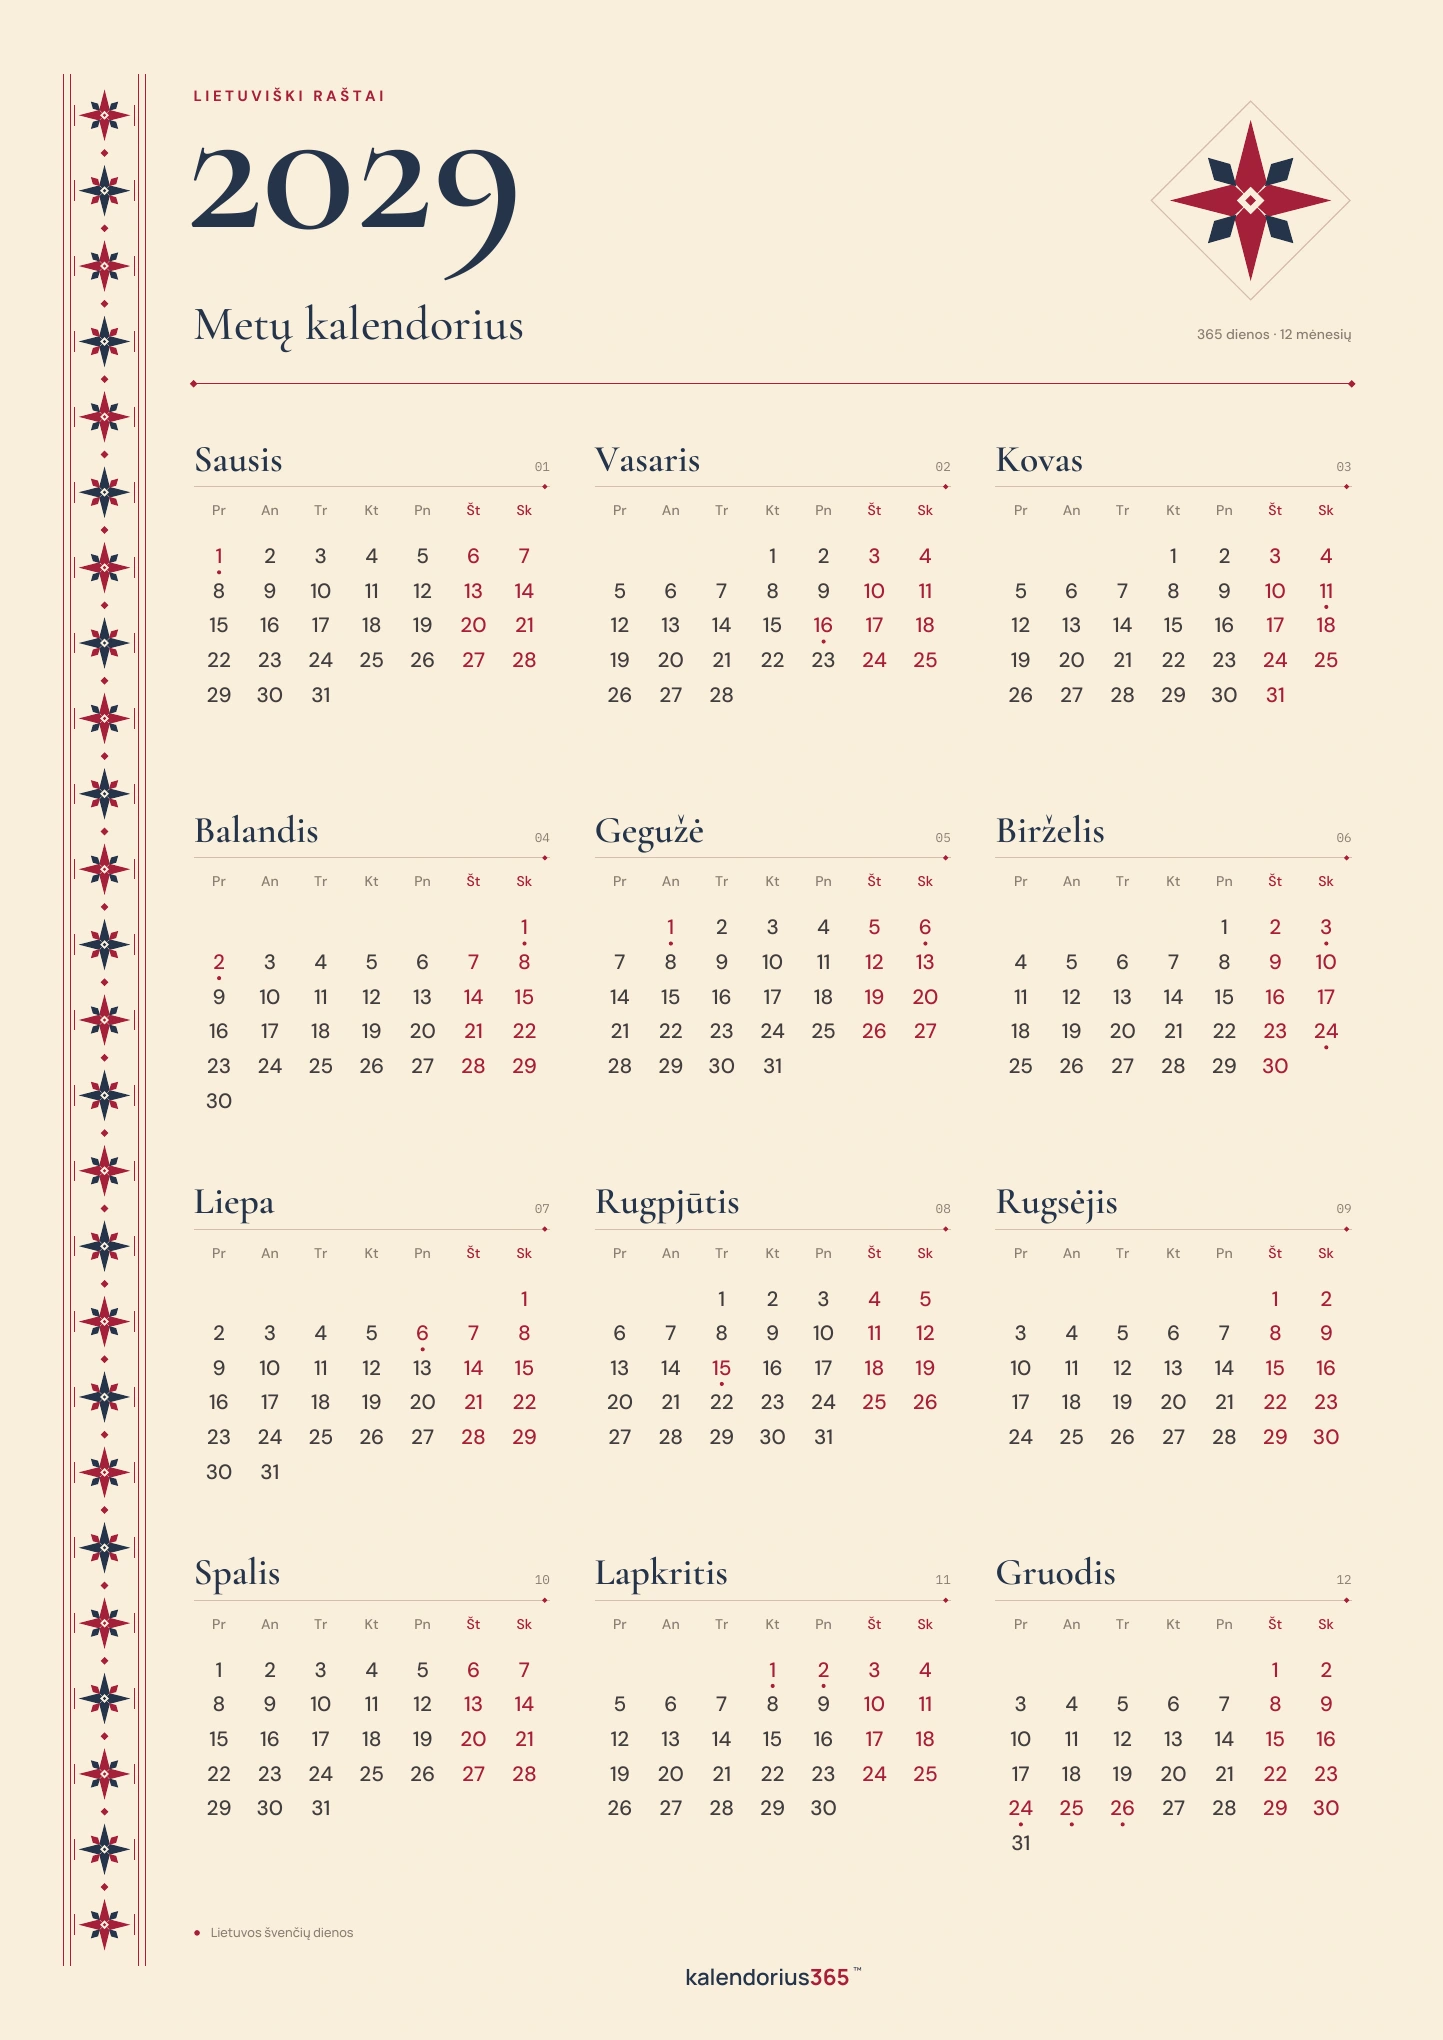 LIETUVIŠKI RAŠTAI
2029
Metų kalendorius
365 dienos · 12 mėnesių
Sausis 01
Pr An Tr Kt Pn Št Sk
1 2 3 4 5 6 7
8 9 10 11 12 13 14
15 16 17 18 19 20 21
22 23 24 25 26 27 28
29 30 31
Vasaris 02
Pr An Tr Kt Pn Št Sk
1 2 3 4
5 6 7 8 9 10 11
12 13 14 15 16 17 18
19 20 21 22 23 24 25
26 27 28
Kovas 03
Pr An Tr Kt Pn Št Sk
1 2 3 4
5 6 7 8 9 10 11
12 13 14 15 16 17 18
19 20 21 22 23 24 25
26 27 28 29 30 31
Balandis 04
Pr An Tr Kt Pn Št Sk
1
2 3 4 5 6 7 8
9 10 11 12 13 14 15
16 17 18 19 20 21 22
23 24 25 26 27 28 29
30
Gegužė 05
Pr An Tr Kt Pn Št Sk
1 2 3 4 5 6
7 8 9 10 11 12 13
14 15 16 17 18 19 20
21 22 23 24 25 26 27
28 29 30 31
Birželis 06
Pr An Tr Kt Pn Št Sk
1 2 3
4 5 6 7 8 9 10
11 12 13 14 15 16 17
18 19 20 21 22 23 24
25 26 27 28 29 30
Liepa 07
Pr An Tr Kt Pn Št Sk
1
2 3 4 5 6 7 8
9 10 11 12 13 14 15
16 17 18 19 20 21 22
23 24 25 26 27 28 29
30 31
Rugpjūtis 08
Pr An Tr Kt Pn Št Sk
1 2 3 4 5
6 7 8 9 10 11 12
13 14 15 16 17 18 19
20 21 22 23 24 25 26
27 28 29 30 31
Rugsėjis 09
Pr An Tr Kt Pn Št Sk
1 2
3 4 5 6 7 8 9
10 11 12 13 14 15 16
17 18 19 20 21 22 23
24 25 26 27 28 29 30
Spalis 10
Pr An Tr Kt Pn Št Sk
1 2 3 4 5 6 7
8 9 10 11 12 13 14
15 16 17 18 19 20 21
22 23 24 25 26 27 28
29 30 31
Lapkritis 11
Pr An Tr Kt Pn Št Sk
1 2 3 4
5 6 7 8 9 10 11
12 13 14 15 16 17 18
19 20 21 22 23 24 25
26 27 28 29 30
Gruodis 12
Pr An Tr Kt Pn Št Sk
1 2
3 4 5 6 7 8 9
10 11 12 13 14 15 16
17 18 19 20 21 22 23
24 25 26 27 28 29 30
31
Lietuvos švenčių dienos
kalendorius365™